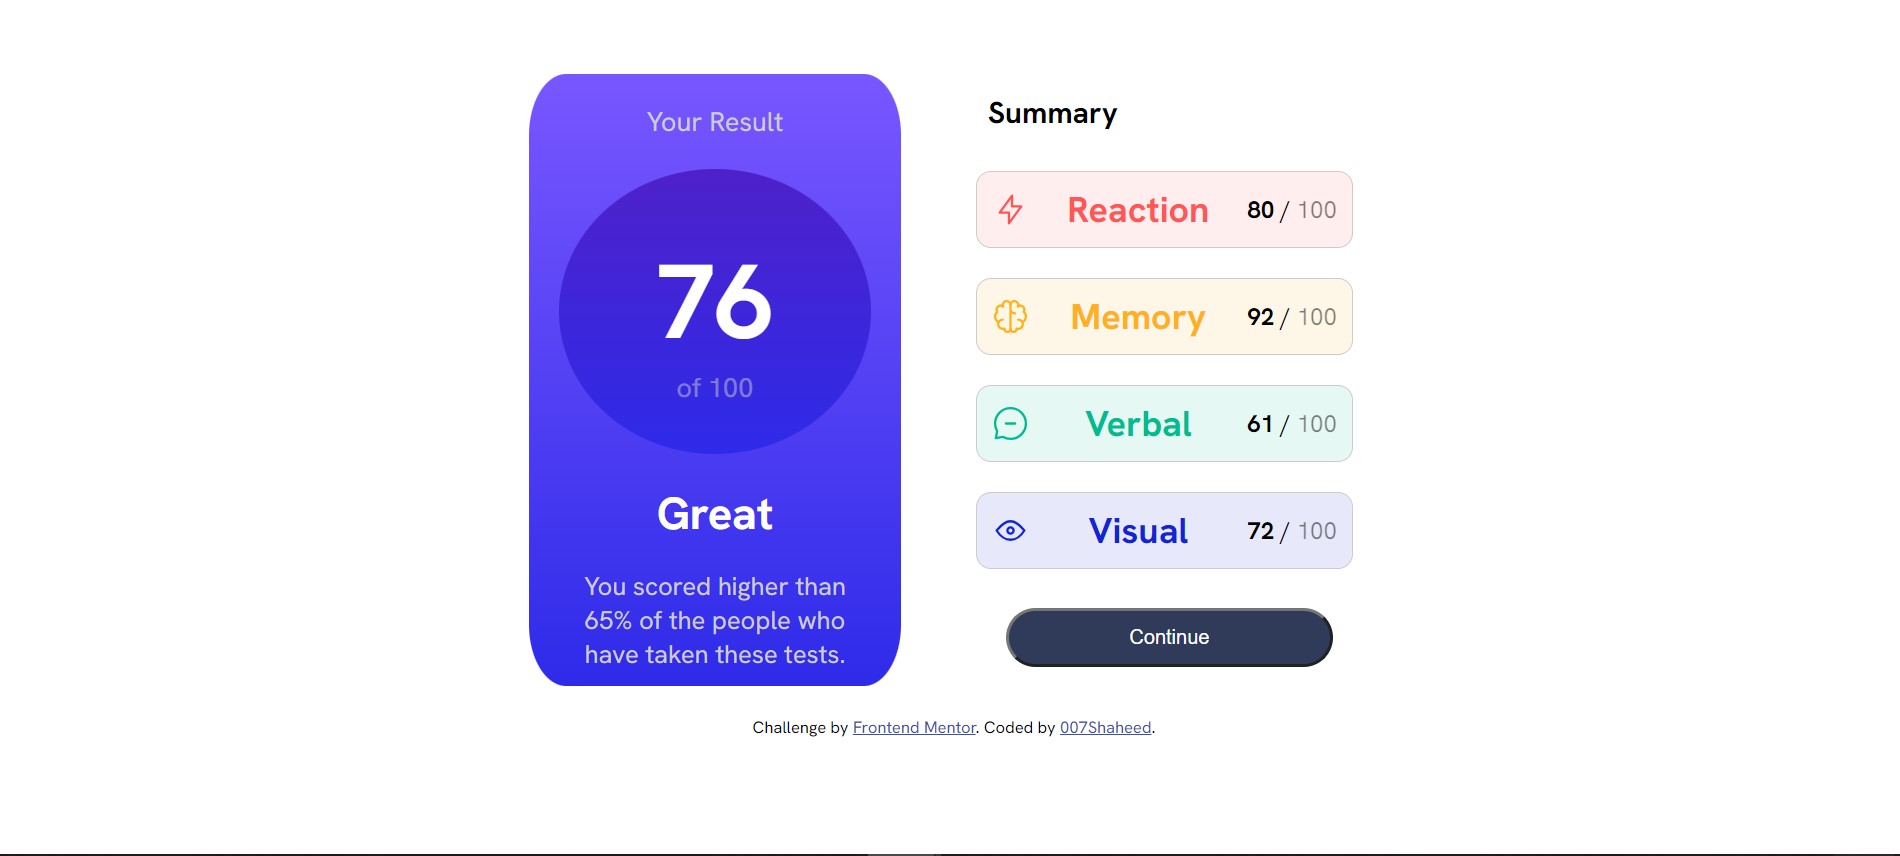 Your Result
76
of 100
Great
You scored higher than
65% of the people who
have taken these tests.
Summary
Reaction 80 / 100
Memory 92 / 100
Verbal 61 / 100
Visual 72 / 100
Continue
Challenge by Frontend Mentor. Coded by 007Shaheed.